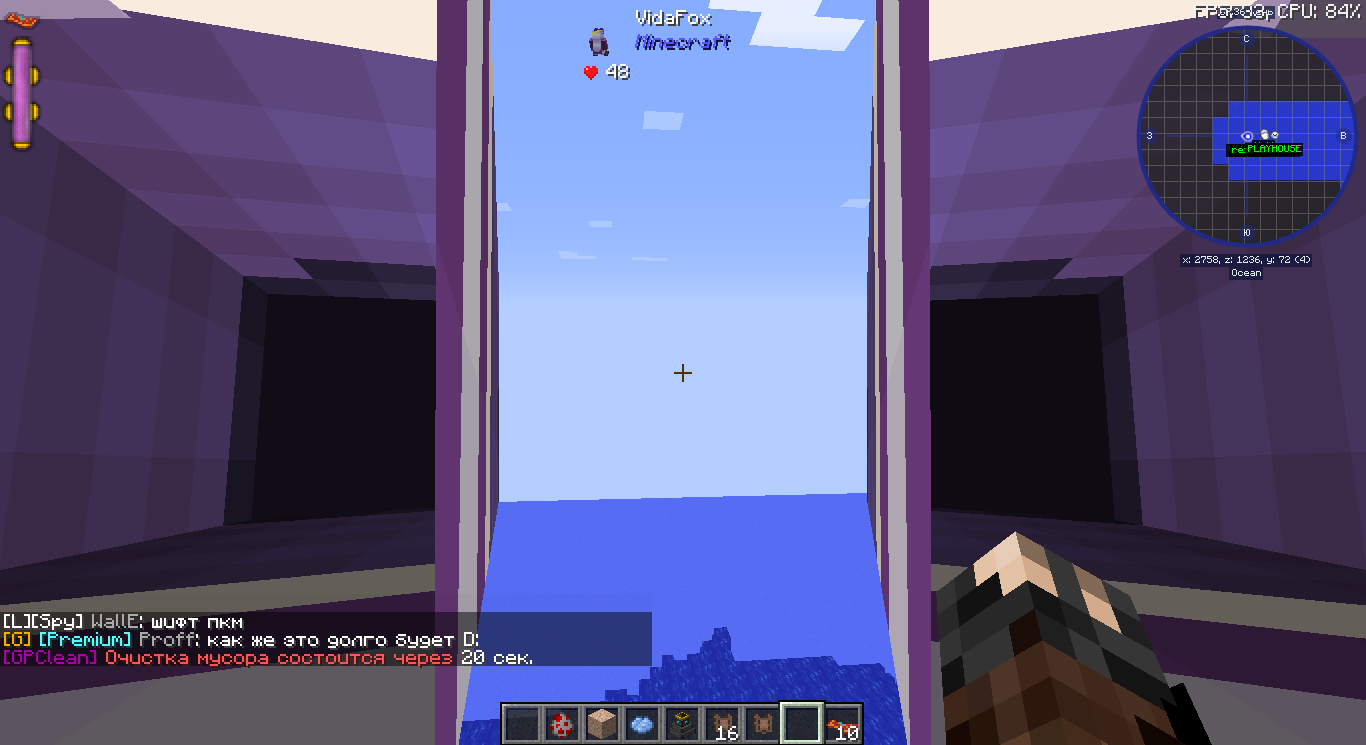 VidaFox
Minecraft
48
CPU: 84%
С
З
В
re:PLAYHOUSE
Ю
x: 2758, z: 1236, y: 72 (4)
Ocean
[L][Spy] WallE: шифт пкм
[G] [Premium] Proff: как же это долго будет D:
[GPClean] Очистка мусора состоится через 20 сек.
16
10